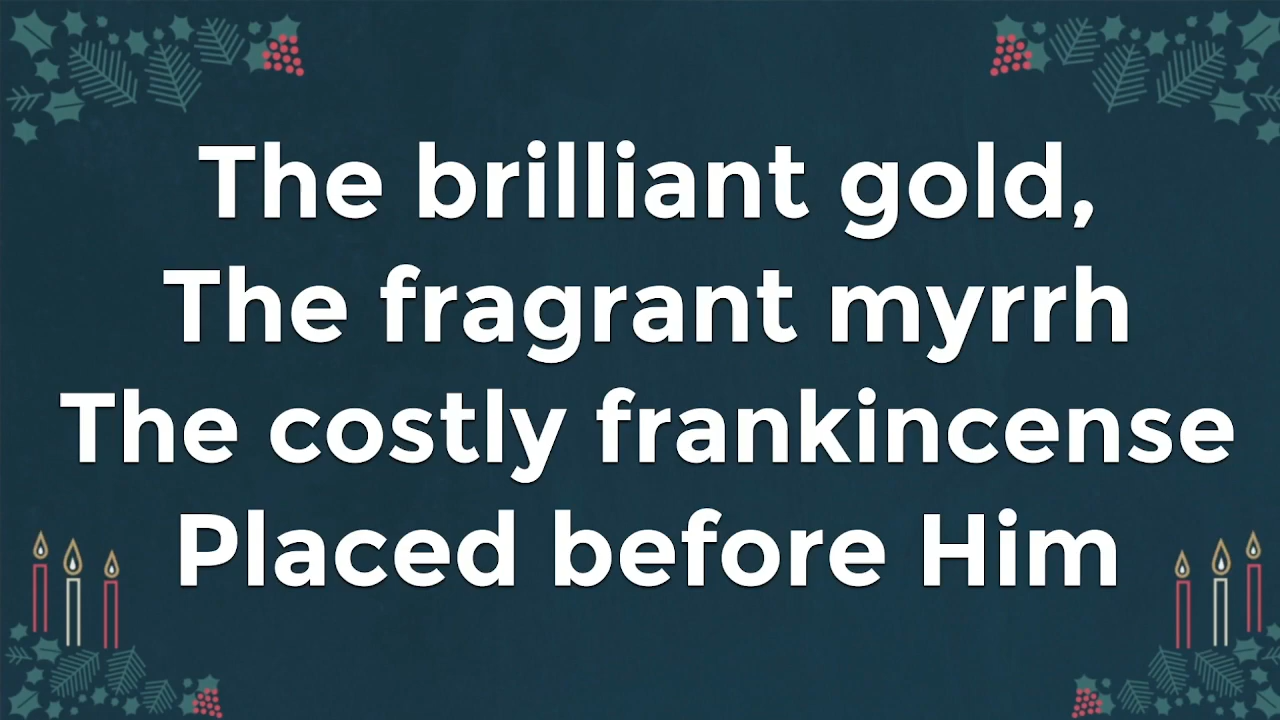 The brilliant gold,
The fragrant myrrh
The costly frankincense
Placed before Him